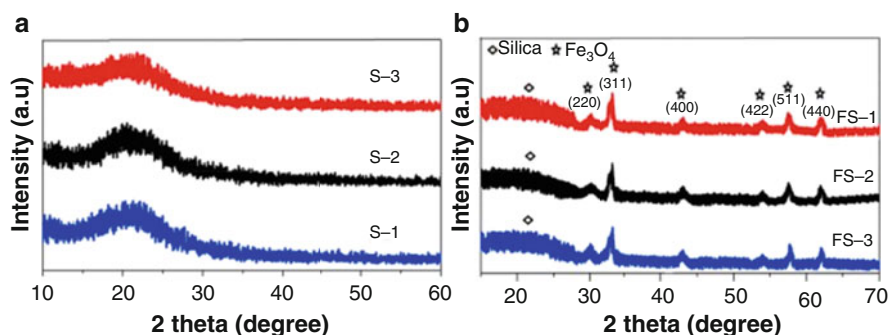 a
Intensity (a.u)
S–3
S–2
S–1
10 20 30 40 50 60
2 theta (degree)
b
Intensity (a.u)
Silica Fe₃O₄
(220) (311) (400) (422) (511) (440)
FS–1
FS–2
FS–3
20 30 40 50 60 70
2 theta (degree)